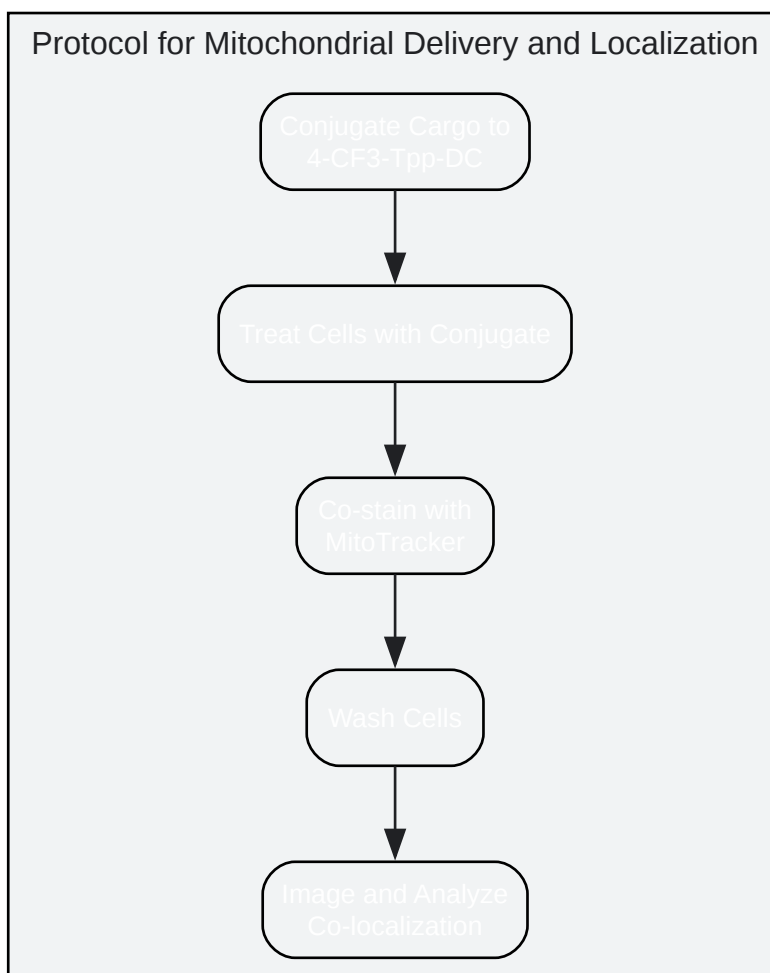 Protocol for Mitochondrial Delivery and Localization
Conjugate Cargo to
4-CF3-Tpp-DC
Treat Cells with Conjugate
Co-stain with
MitoTracker
Wash Cells
Image and Analyze
Co-localization